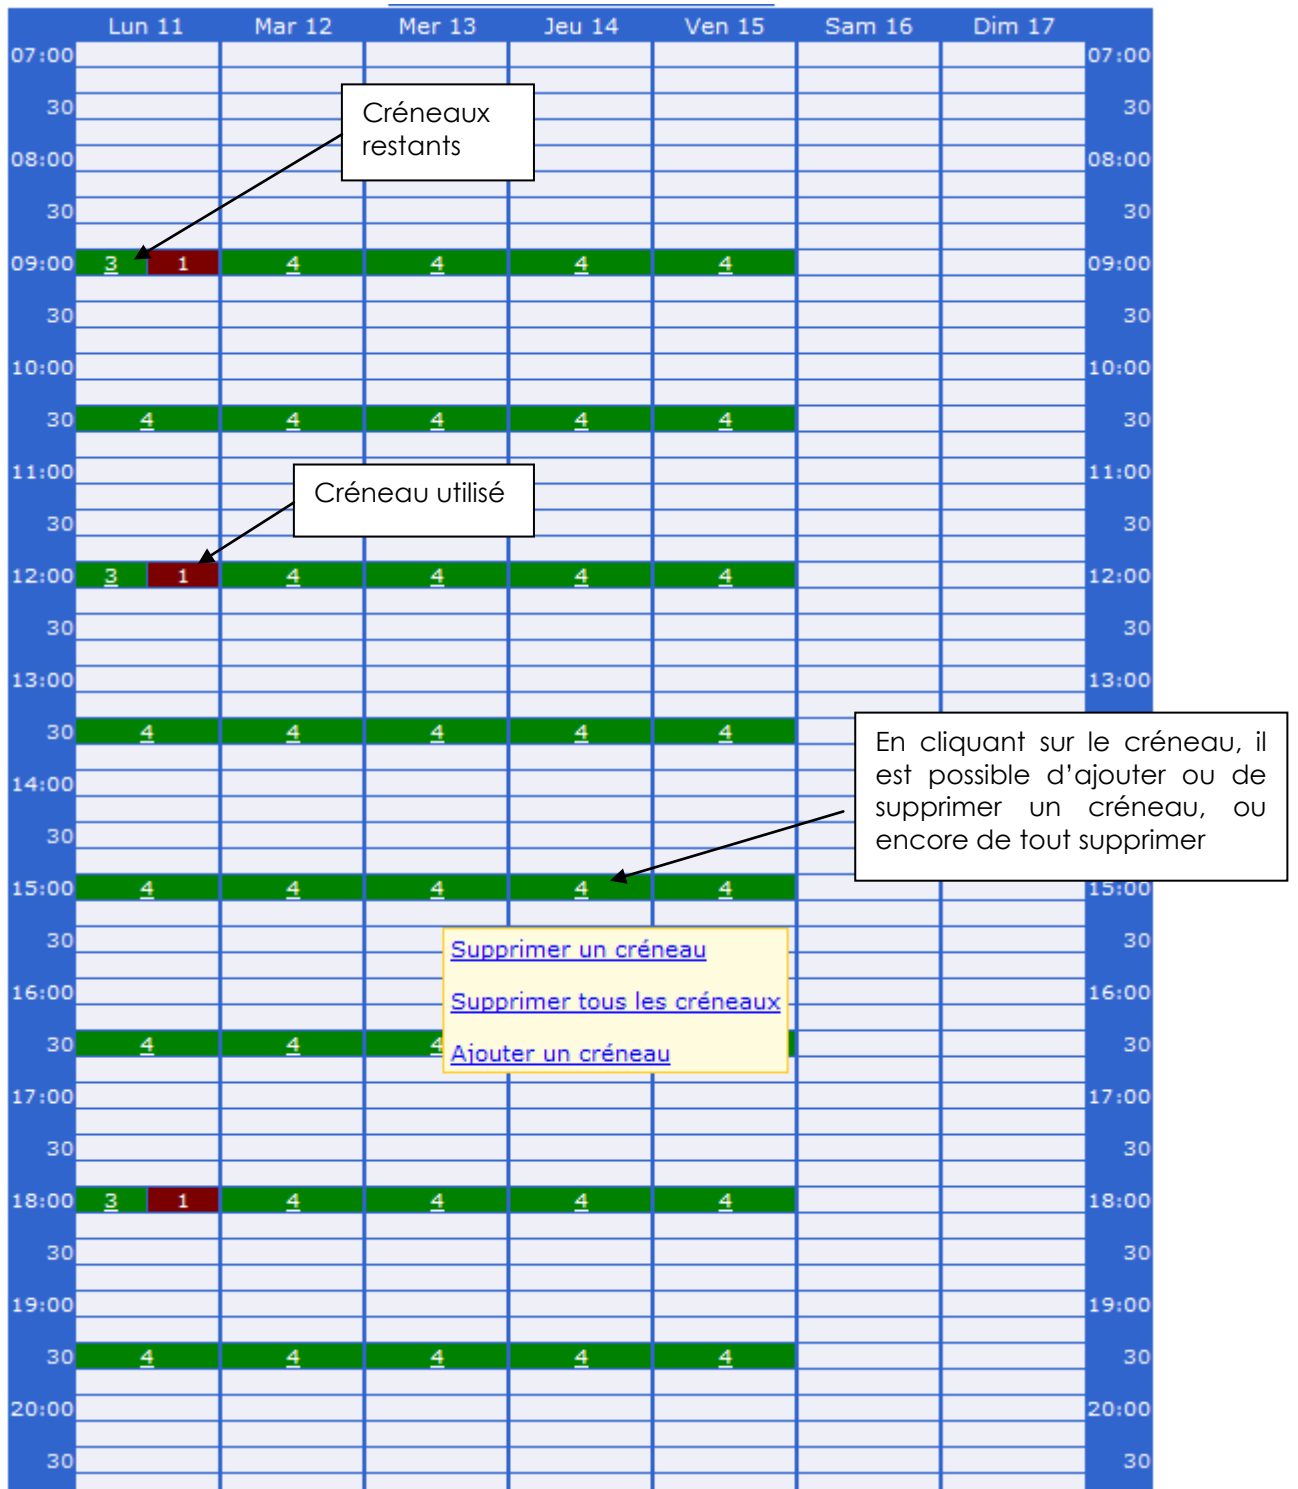 Lun 11 Mar 12 Mer 13 Jeu 14 Ven 15 Sam 16 Dim 17
07:00 07:00
30 30
Créneaux
restants
08:00 08:00
30 30
09:00 3 1 4 4 4 4 09:00
30 30
10:00 10:00
30 4 4 4 4 4 30
11:00 11:00
Créneau utilisé
30 30
12:00 3 1 4 4 4 4 12:00
30 30
13:00 13:00
30 4 4 4 4 4
En cliquant sur le créneau, il
est possible d’ajouter ou de
supprimer un créneau, ou
encore de tout supprimer
14:00
30
15:00 4 4 4 4 4 15:00
30 30
Supprimer un créneau
16:00 16:00
Supprimer tous les créneaux
30 4 4 4 30
Ajouter un créneau
17:00 17:00
30 30
18:00 3 1 4 4 4 4 18:00
30 30
19:00 19:00
30 4 4 4 4 4 30
20:00 20:00
30 30